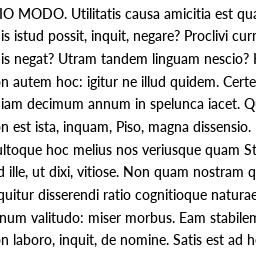 IO MODO. Utilitatis causa amicitia est qua
is istud possit, inquit, negare? Proclivi curr
is negat? Utram tandem linguam nescio?
n autem hoc: igitur ne illud quidem. Certe
iam decimum annum in spelunca iacet. Q
n est ista, inquam, Piso, magna dissensio.
ultoque hoc melius nos veriusque quam St
d ille, ut dixi, vitiose. Non quam nostram q
quitur disserendi ratio cognitioque naturae
num valitudo: miser morbus. Eam stabilem
n laboro, inquit, de nomine. Satis est ad h